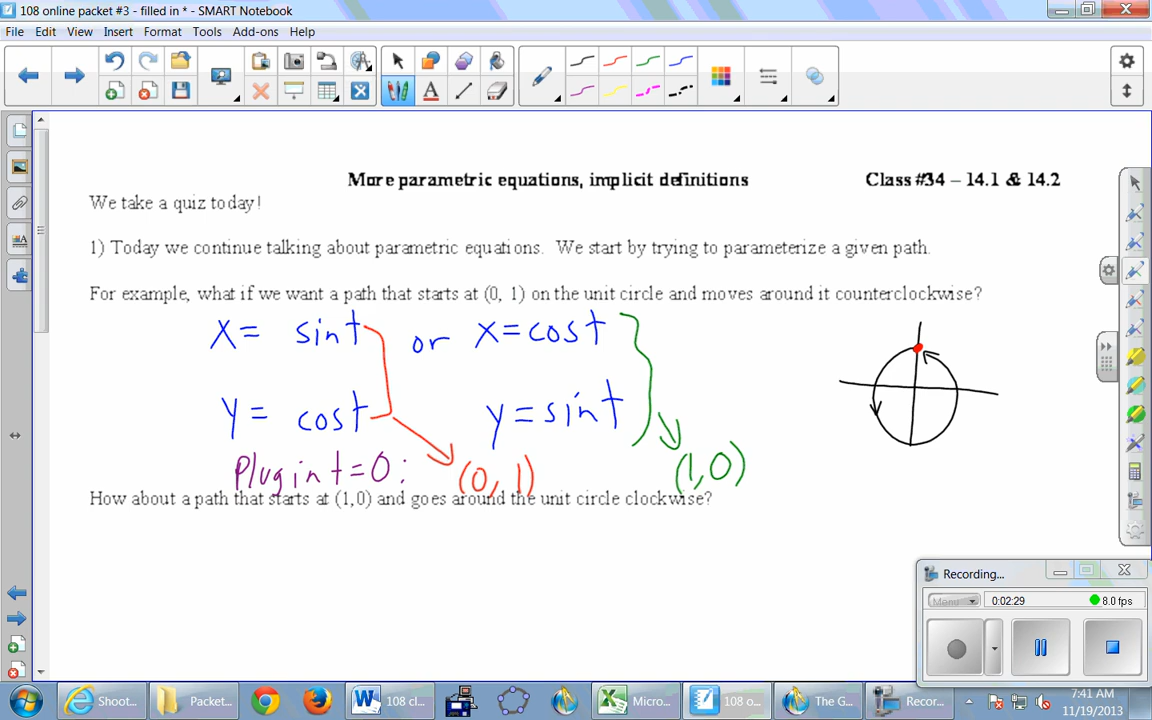 108 online packet #3 - filled in * - SMART Notebook
File Edit View Insert Format Tools Add-ons Help
More parametric equations, implicit definitions Class #34 – 14.1 & 14.2
We take a quiz today!
1) Today we continue talking about parametric equations. We start by trying to parameterize a given path.
For example, what if we want a path that starts at (0, 1) on the unit circle and moves around it counterclockwise?
x = sin t or x = cos t
y = cos t y = sin t
Plug in t = 0: (0, 1) (1, 0)
How about a path that starts at (1,0) and goes around the unit circle clockwise?
Recording...
Menu 0:02:29 8.0 fps
Shoot... Packet... 108 cl... Micro... 108 o... The G... Recor... 7:41 AM
11/19/2013